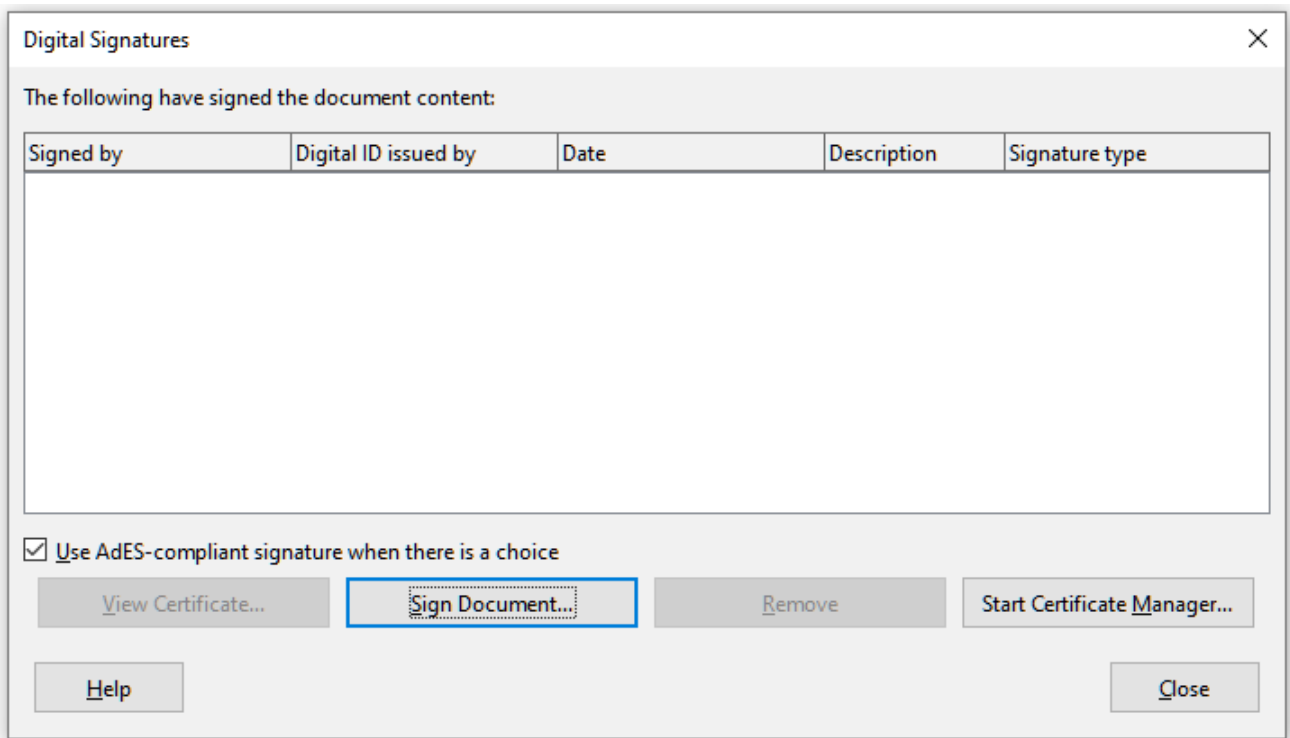 Digital Signatures
The following have signed the document content:
Signed by Digital ID issued by Date Description Signature type
Use AdES-compliant signature when there is a choice
View Certificate... Sign Document... Remove Start Certificate Manager...
Help Close